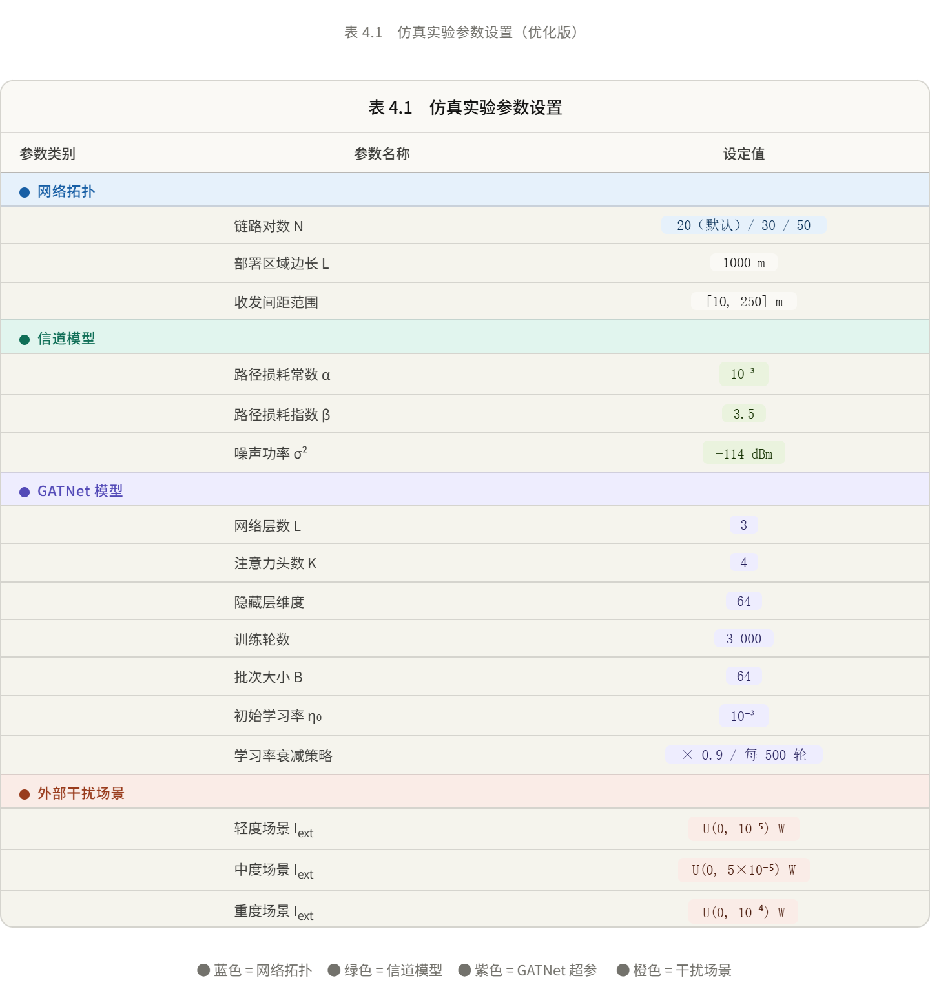 表 4.1　仿真实验参数设置（优化版）
表 4.1　仿真实验参数设置
参数类别 参数名称 设定值
网络拓扑
链路对数 N 20（默认）/ 30 / 50
部署区域边长 L 1000 m
收发间距范围 [10, 250] m
信道模型
路径损耗常数 α 10⁻³
路径损耗指数 β 3.5
噪声功率 σ² −114 dBm
GATNet 模型
网络层数 L 3
注意力头数 K 4
隐藏层维度 64
训练轮数 3 000
批次大小 B 64
初始学习率 η₀ 10⁻³
学习率衰减策略 × 0.9 / 每 500 轮
外部干扰场景
轻度场景 I_ext U(0, 10⁻⁵) W
中度场景 I_ext U(0, 5×10⁻⁵) W
重度场景 I_ext U(0, 10⁻⁴) W
● 蓝色 = 网络拓扑 ● 绿色 = 信道模型 ● 紫色 = GATNet 超参 ● 橙色 = 干扰场景